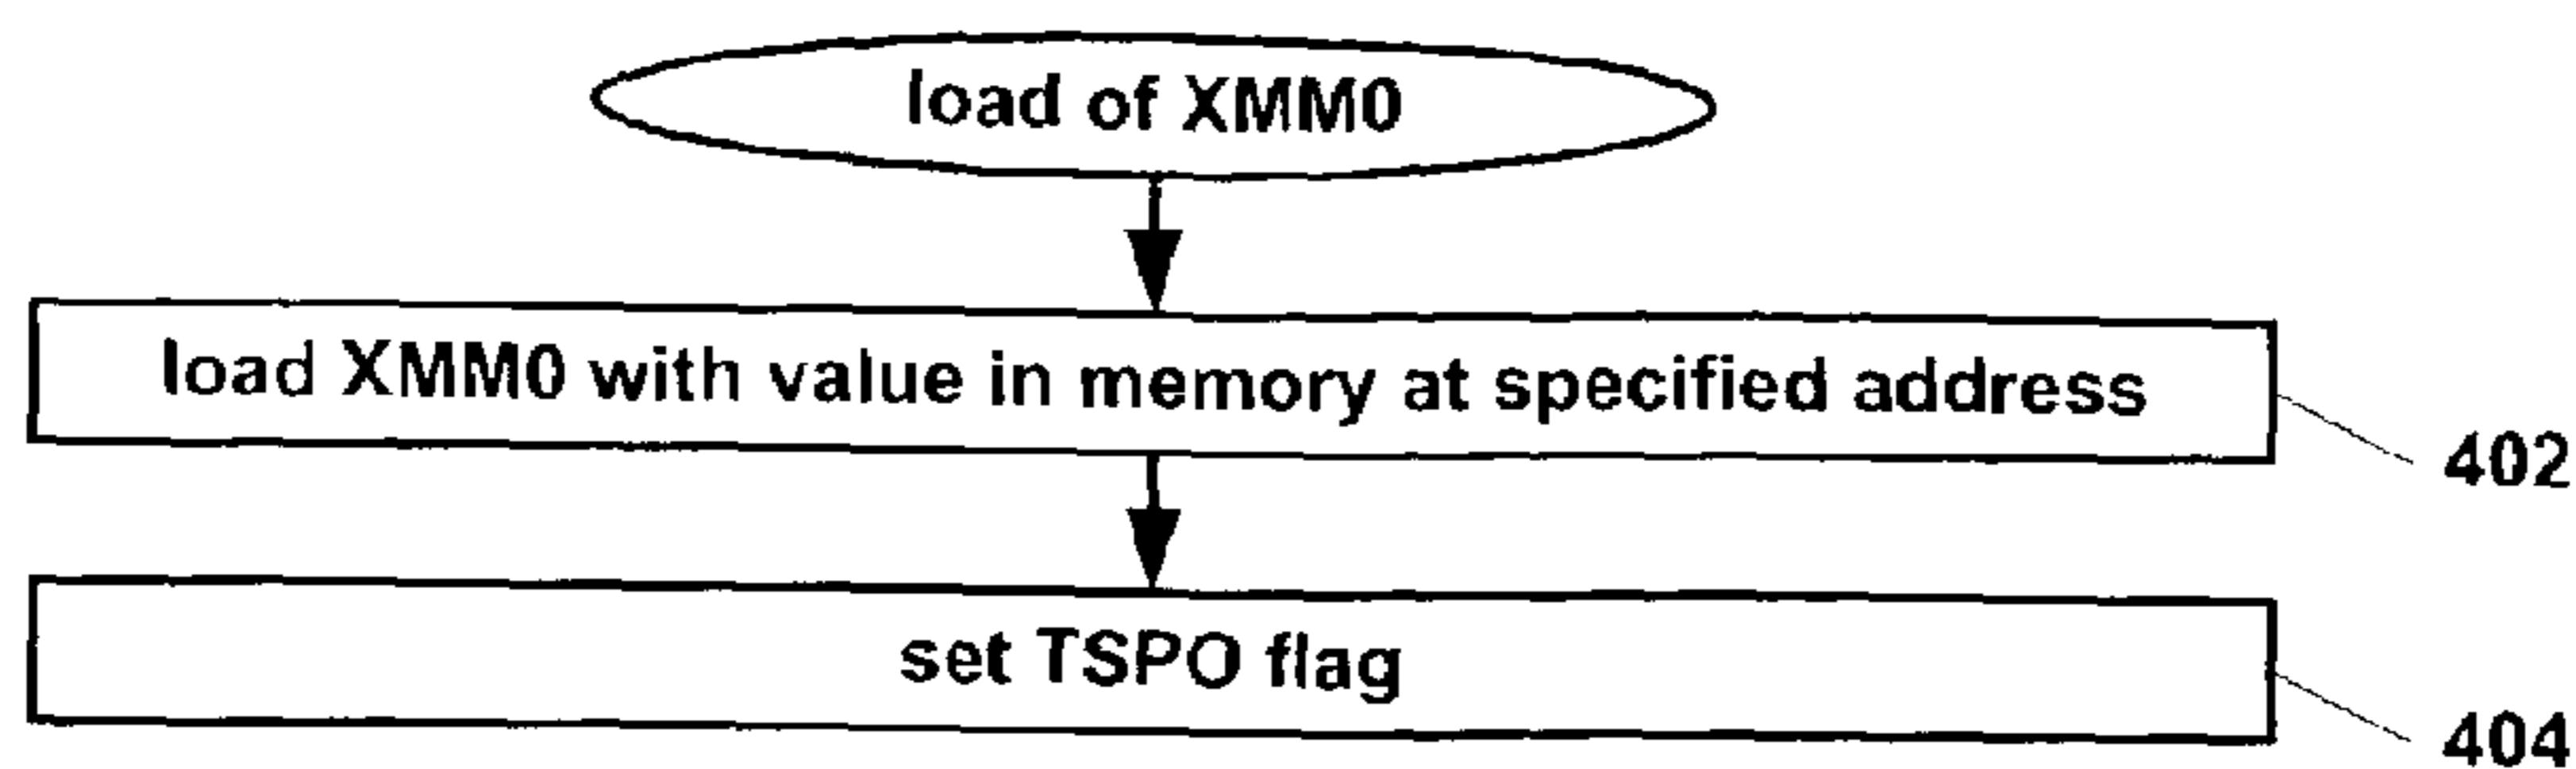 load of XMM0
load XMM0 with value in memory at specified address
402
set TSPO flag
404